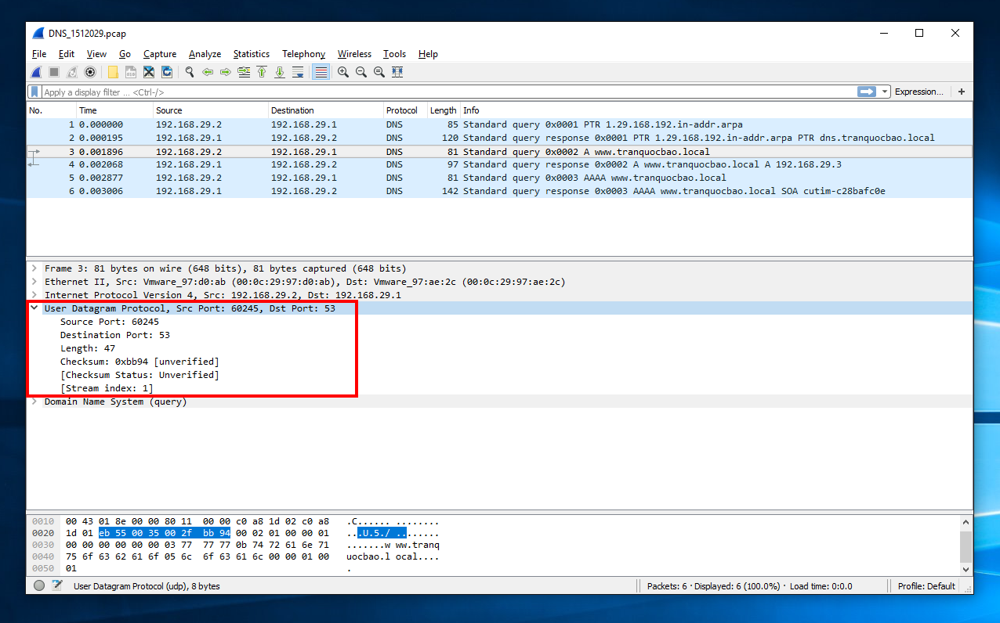 DNS_1512029.pcap
File Edit View Go Capture Analyze Statistics Telephony Wireless Tools Help
Apply a display filter ... <Ctrl-/> Expression... +
No. Time Source Destination Protocol Length Info
1 0.000000 192.168.29.2 192.168.29.1 DNS 85 Standard query 0x0001 PTR 1.29.168.192.in-addr.arpa
2 0.000195 192.168.29.1 192.168.29.2 DNS 120 Standard query response 0x0001 PTR 1.29.168.192.in-addr.arpa PTR dns.tranquocbao.local
3 0.001896 192.168.29.2 192.168.29.1 DNS 81 Standard query 0x0002 A www.tranquocbao.local
4 0.002068 192.168.29.1 192.168.29.2 DNS 97 Standard query response 0x0002 A www.tranquocbao.local A 192.168.29.3
5 0.002877 192.168.29.2 192.168.29.1 DNS 81 Standard query 0x0003 AAAA www.tranquocbao.local
6 0.003006 192.168.29.1 192.168.29.2 DNS 142 Standard query response 0x0003 AAAA www.tranquocbao.local SOA cutim-c28bafc0e
Frame 3: 81 bytes on wire (648 bits), 81 bytes captured (648 bits)
Ethernet II, Src: Vmware_97:d0:ab (00:0c:29:97:d0:ab), Dst: Vmware_97:ae:2c (00:0c:29:97:ae:2c)
Internet Protocol Version 4, Src: 192.168.29.2, Dst: 192.168.29.1
User Datagram Protocol, Src Port: 60245, Dst Port: 53
Source Port: 60245
Destination Port: 53
Length: 47
Checksum: 0xbb94 [unverified]
[Checksum Status: Unverified]
[Stream index: 1]
Domain Name System (query)
0010 00 43 01 8e 00 00 80 11 00 00 c0 a8 1d 02 c0 a8 .C...... ........
0020 1d 01 eb 55 00 35 00 2f bb 94 00 02 01 00 00 01 ...U.5./ ........
0030 00 00 00 00 00 00 03 77 77 77 0b 74 72 61 6e 71 .......w ww.tranq
0040 75 6f 63 62 61 6f 05 6c 6f 63 61 6c 00 00 01 00 uocbao.l ocal....
0050 01 .
User Datagram Protocol (udp), 8 bytes Packets: 6 · Displayed: 6 (100.0%) · Load time: 0:0.0 Profile: Default